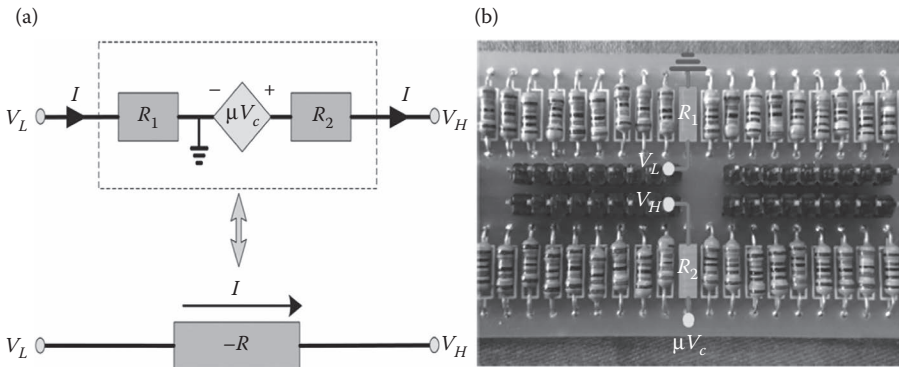 (a)
(b)
I
− +
I
V_L
R_1
μV_c
R_2
V_H
I
V_L
−R
V_H
R_1
V_L
V_H
R_2
μV_c